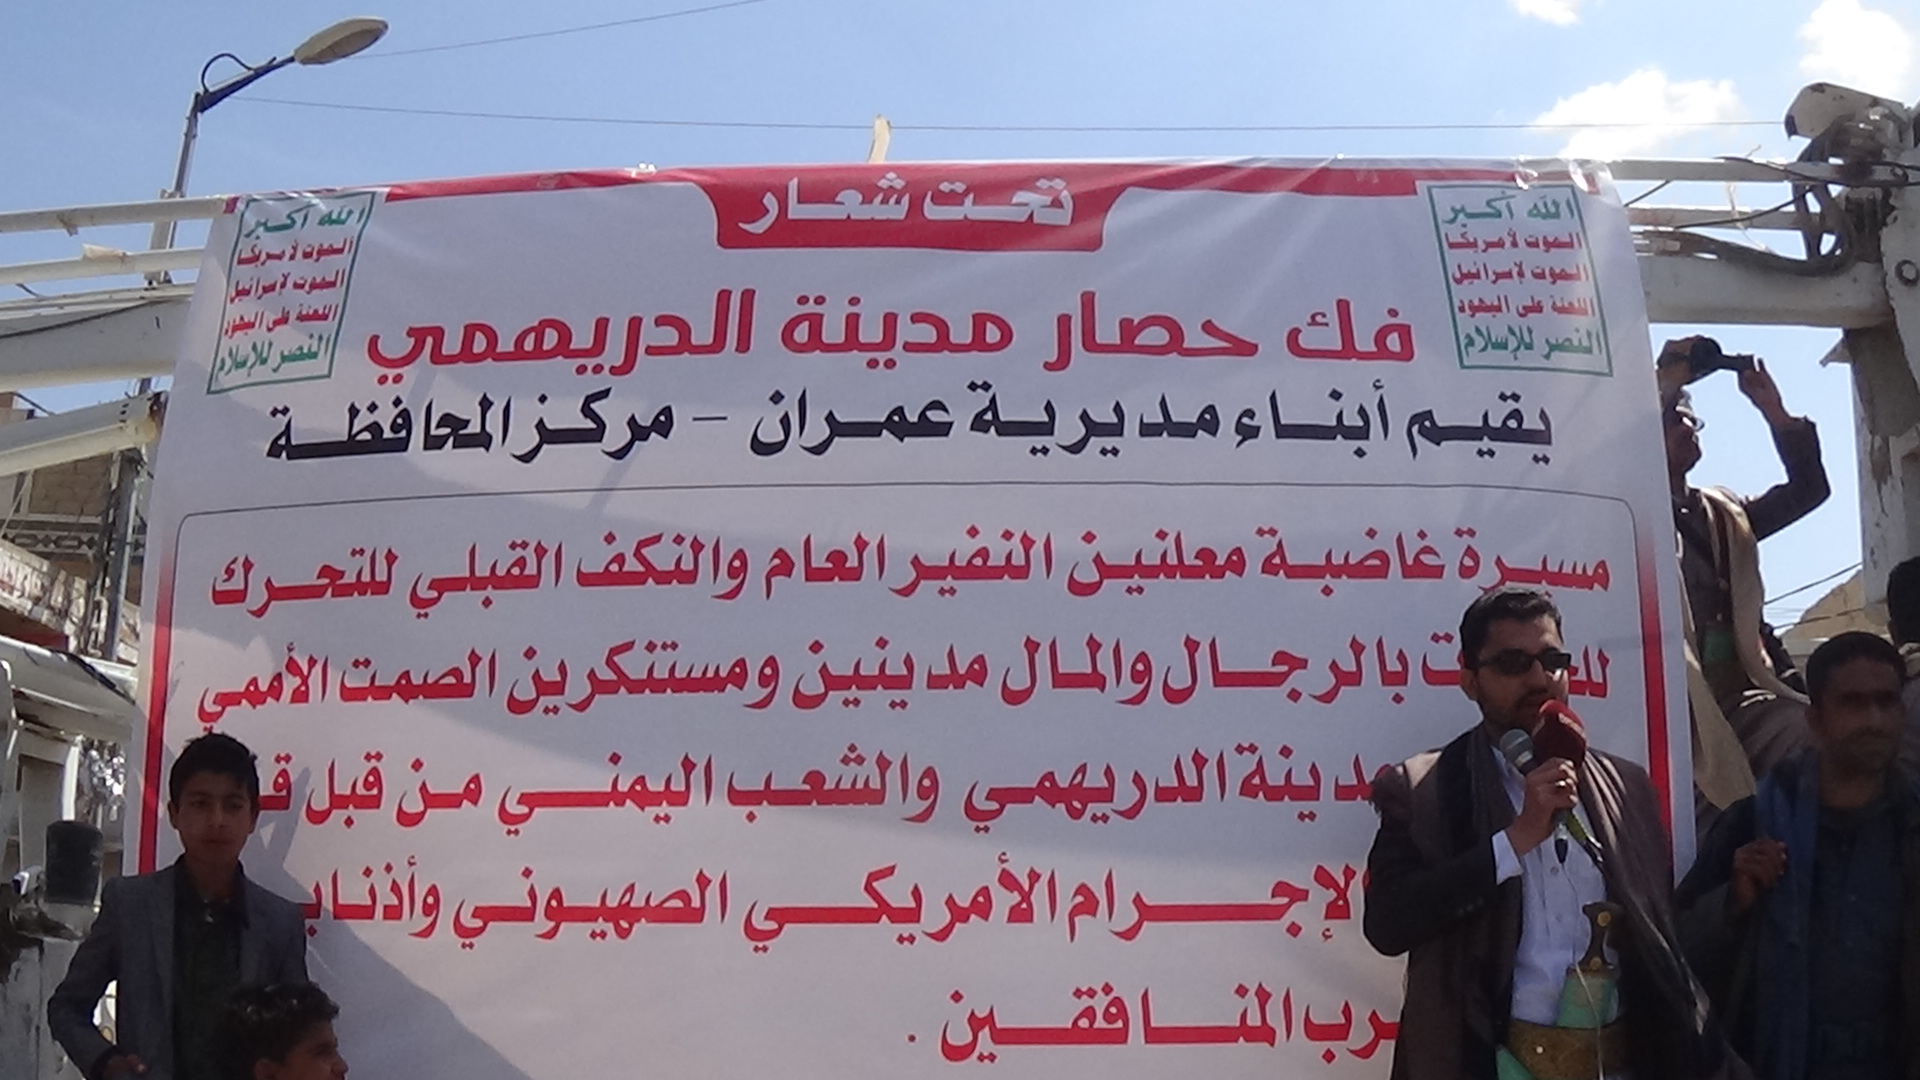 تحت شعار
الله أكبر
الموت لأمريكا
الموت لإسرائيل
اللعنة على اليهود
النصر للإسلام
الله أكبر
الموت لأمريكا
الموت لإسرائيل
اللعنة على اليهود
النصر للإسلام
فك حصار مدينة الدريهمي
يقيم أبناء مديرية عمران - مركز المحافظة
مسيرة غاضبة معلنين النفير العام والنكف القبلي للتحرك
بالرجال والمال مدينين ومستنكرين الصمت الأممي
مدينة الدريهمي والشعب اليمني من قبل
الإجرام الأمريكي الصهيوني
المنافقين .